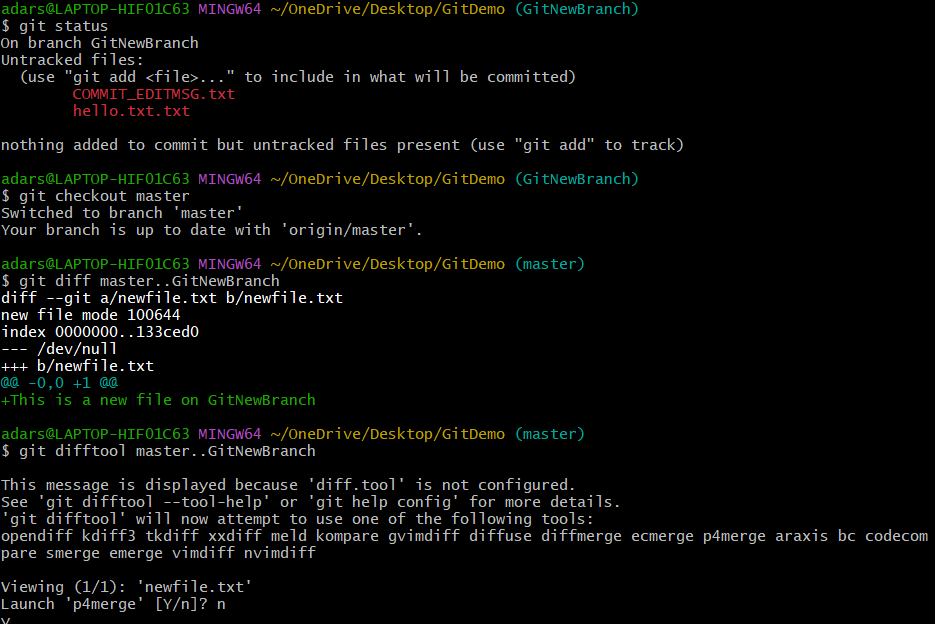 adars@LAPTOP-HIF01C63 MINGW64 ~/OneDrive/Desktop/GitDemo (GitNewBranch)
$ git status
On branch GitNewBranch
Untracked files:
  (use "git add <file>..." to include in what will be committed)
        COMMIT_EDITMSG.txt
        hello.txt.txt
nothing added to commit but untracked files present (use "git add" to track)
adars@LAPTOP-HIF01C63 MINGW64 ~/OneDrive/Desktop/GitDemo (GitNewBranch)
$ git checkout master
Switched to branch 'master'
Your branch is up to date with 'origin/master'.
adars@LAPTOP-HIF01C63 MINGW64 ~/OneDrive/Desktop/GitDemo (master)
$ git diff master..GitNewBranch
diff --git a/newfile.txt b/newfile.txt
new file mode 100644
index 0000000..133ced0
--- /dev/null
+++ b/newfile.txt
@@ -0,0 +1 @@
+This is a new file on GitNewBranch
adars@LAPTOP-HIF01C63 MINGW64 ~/OneDrive/Desktop/GitDemo (master)
$ git difftool master..GitNewBranch
This message is displayed because 'diff.tool' is not configured.
See 'git difftool --tool-help' or 'git help config' for more details.
'git difftool' will now attempt to use one of the following tools:
opendiff kdiff3 tkdiff xxdiff meld kompare gvimdiff diffuse diffmerge ecmerge p4merge araxis bc codecom
pare smerge emerge vimdiff nvimdiff
Viewing (1/1): 'newfile.txt'
Launch 'p4merge' [Y/n]? n